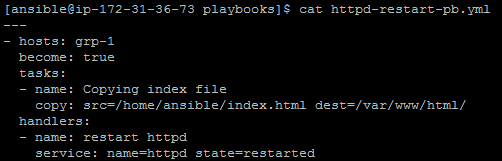 [ansible@ip-172-31-36-73 playbooks]$ cat httpd-restart-pb.yml
---
- hosts: grp-1
  become: true
  tasks:
  - name: Copying index file
    copy: src=/home/ansible/index.html dest=/var/www/html/
  handlers:
  - name: restart httpd
    service: name=httpd state=restarted